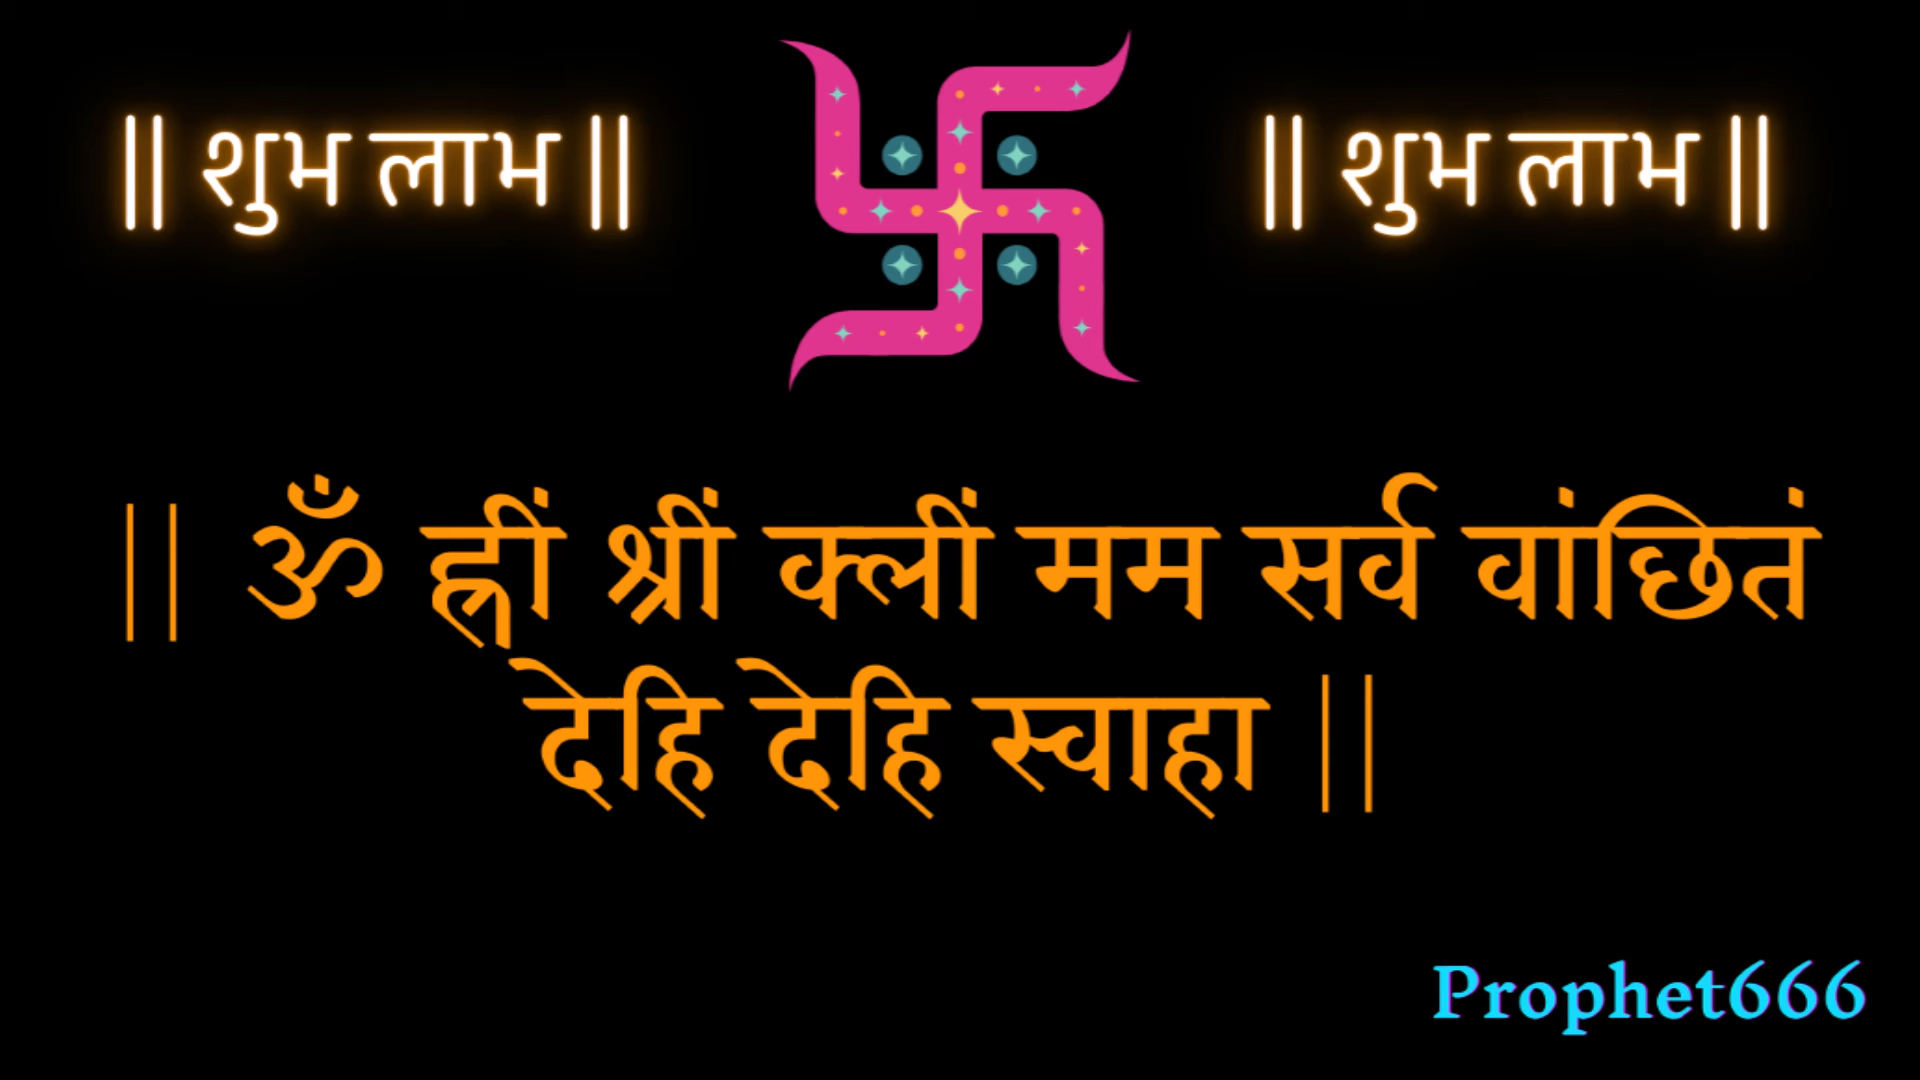 || शुभ लाभ || || शुभ लाभ ||
|| ॐ ह्रीं श्रीं क्लीं मम सर्व वांछितं
देहि देहि स्वाहा ||
Prophet666